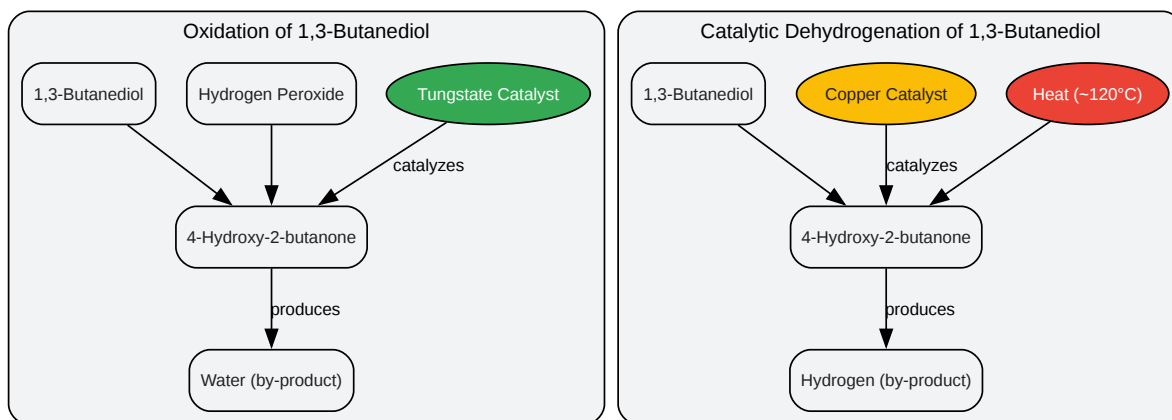 Oxidation of 1,3-Butanediol
1,3-Butanediol
Hydrogen Peroxide
Tungstate Catalyst
catalyzes
4-Hydroxy-2-butanone
produces
Water (by-product)
Catalytic Dehydrogenation of 1,3-Butanediol
1,3-Butanediol
Copper Catalyst
Heat (~120°C)
catalyzes
4-Hydroxy-2-butanone
produces
Hydrogen (by-product)